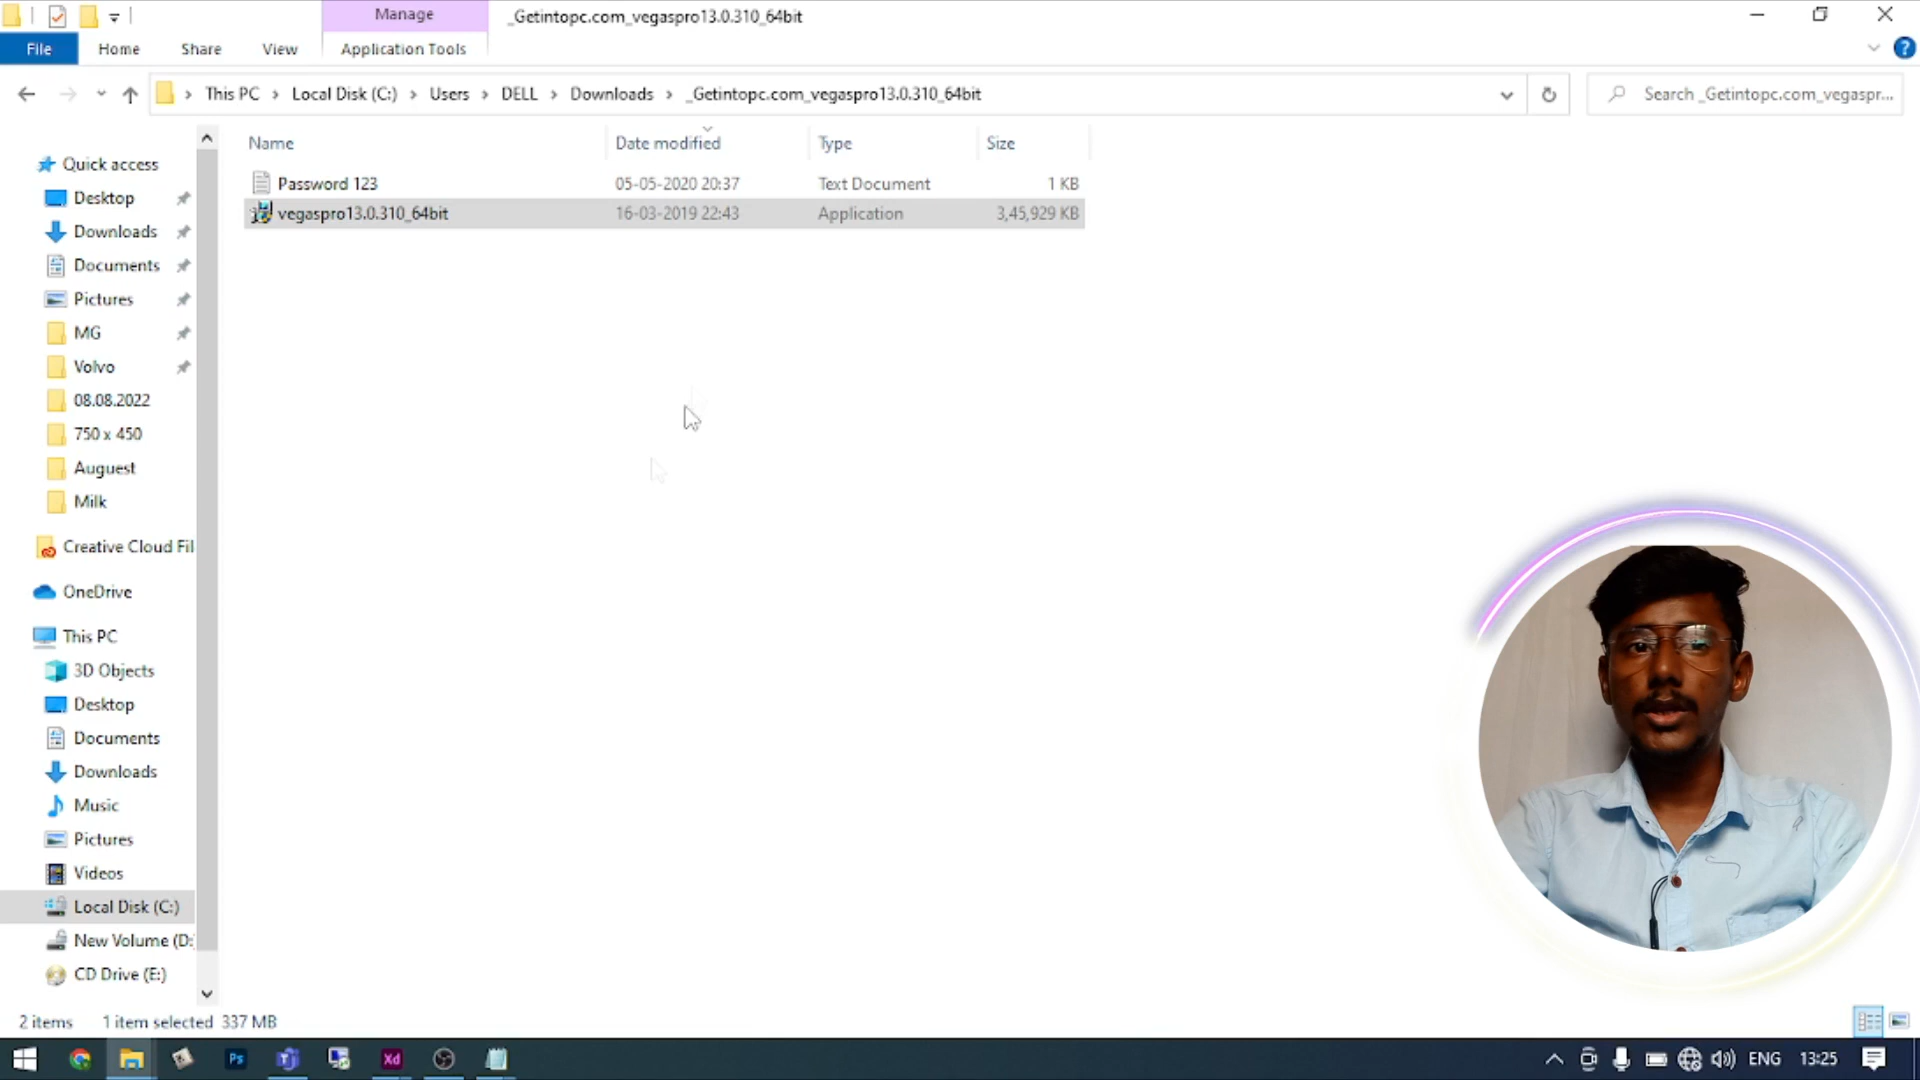 Manage
_Getintopc.com_vegaspro13.0.310_64bit
File
Home
Share
View
Application Tools
This PC
Local Disk (C:)
Users
DELL
Downloads
_Getintopc.com_vegaspro13.0.310_64bit
Search _Getintopc.com_vegaspr...
Name
Date modified
Type
Size
Password 123
05-05-2020 20:37
Text Document
1 KB
vegaspro13.0.310_64bit
16-03-2019 22:43
Application
3,45,929 KB
Quick access
Desktop
Downloads
Documents
Pictures
MG
Volvo
08.08.2022
750 x 450
Auguest
Milk
Creative Cloud Fil
OneDrive
This PC
3D Objects
Desktop
Documents
Downloads
Music
Pictures
Videos
Local Disk (C:)
New Volume (D:
CD Drive (E:)
2 items
1 item selected 337 MB
Ps
Xd
ENG
13:25